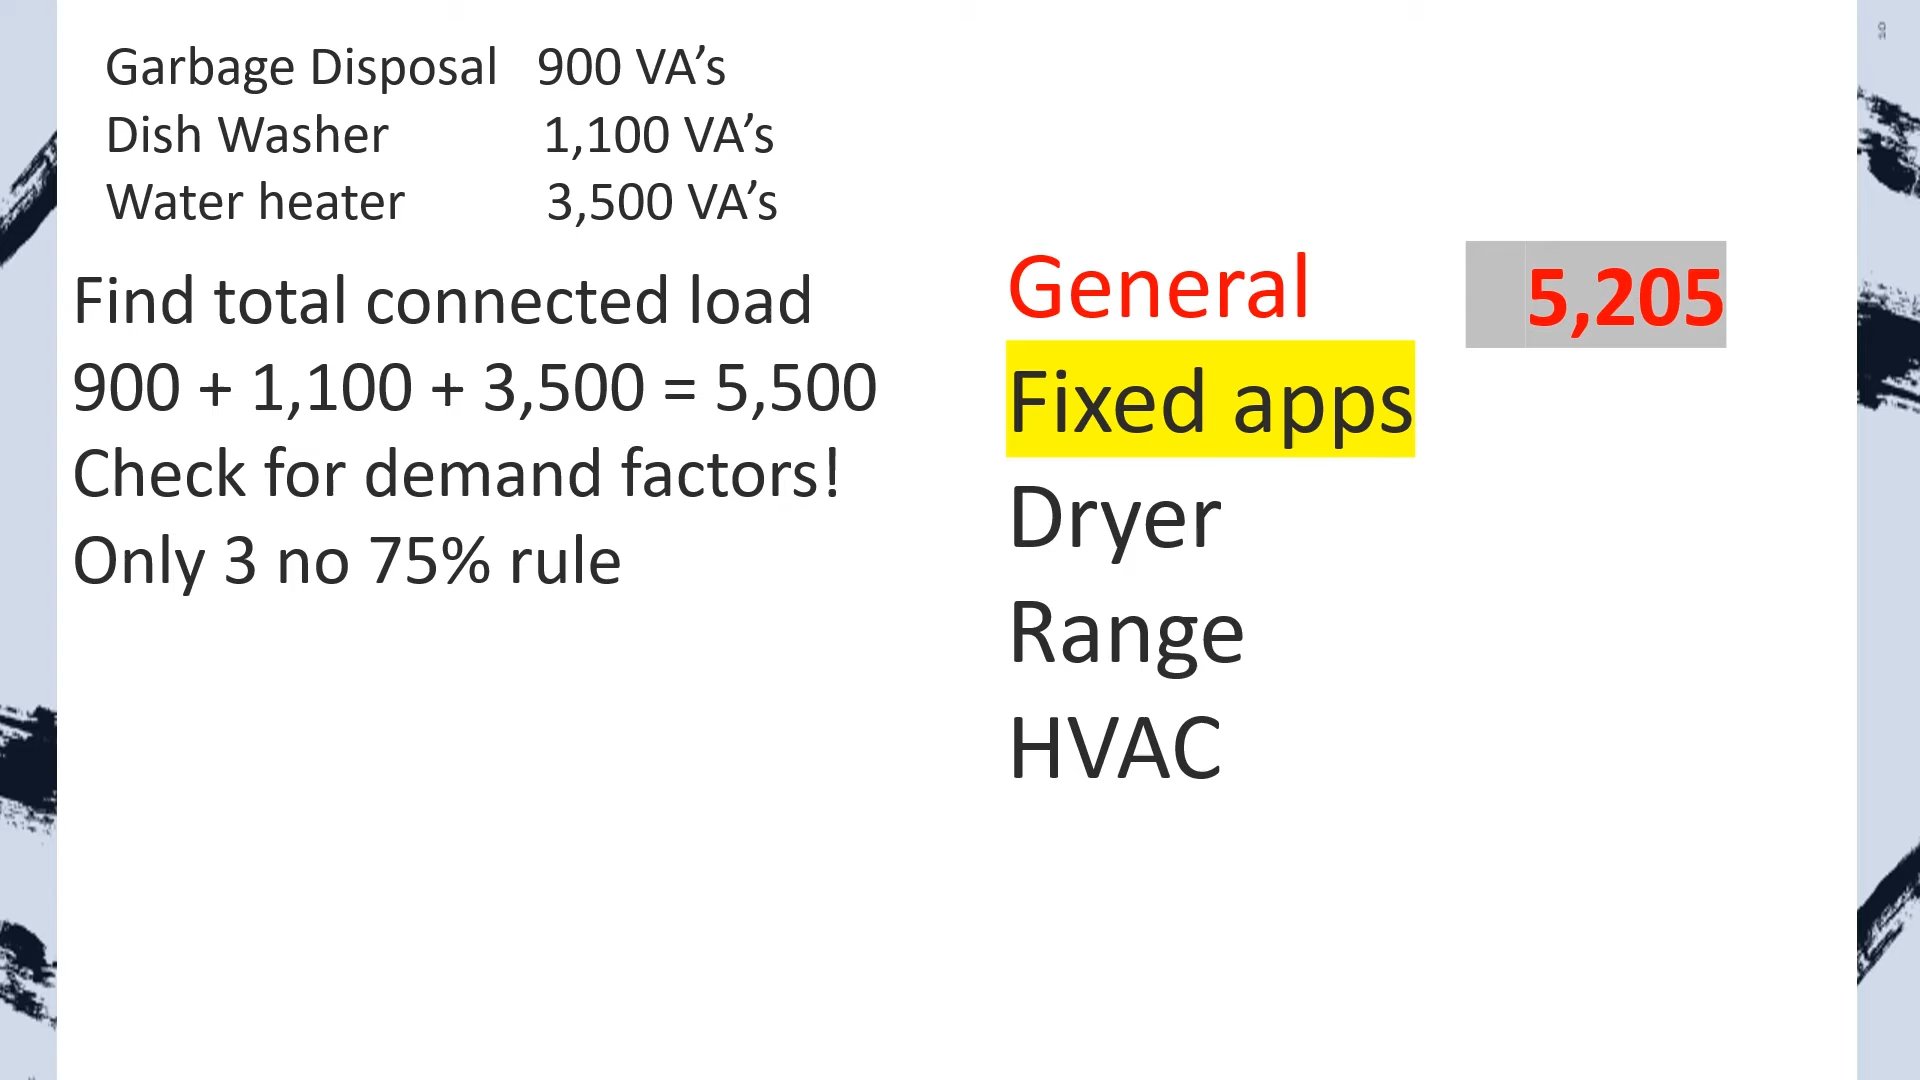 Garbage Disposal 900 VA’s
Dish Washer 1,100 VA’s
Water heater 3,500 VA’s
Find total connected load
900 + 1,100 + 3,500 = 5,500
Check for demand factors!
Only 3 no 75% rule
General 5,205
Fixed apps
Dryer
Range
HVAC